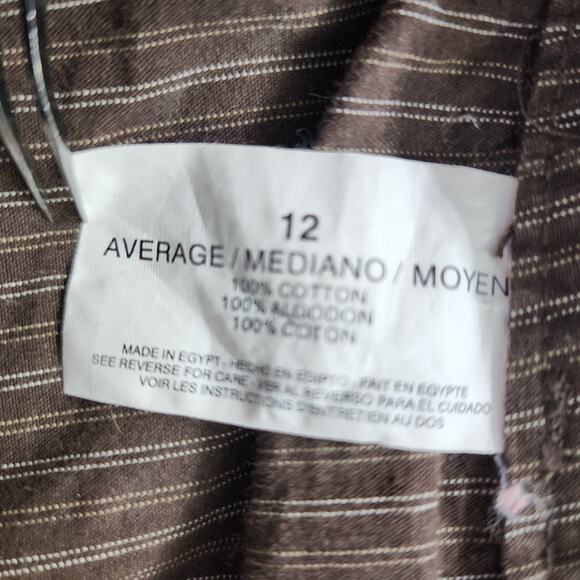 12
AVERAGE / MEDIANO / MOYEN
100% COTTON
100% ALGODON
100% COTON
MADE IN EGYPT - HECHO EN EGIPTO - FAIT EN EGYPTE
SEE REVERSE FOR CARE - VER AL REVERSO PARA EL CUIDADO
VOIR LES INSTRUCTIONS D'ENTRETIEN AU DOS